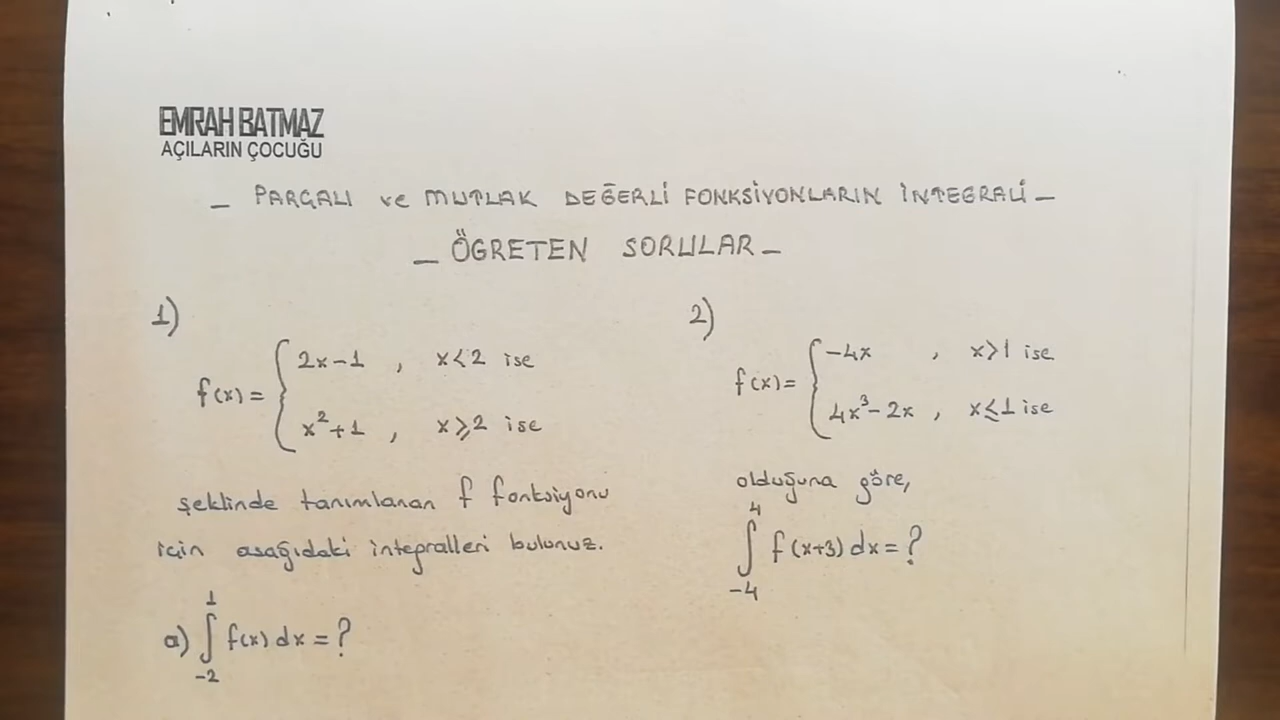 EMRAH BATMAZ
AÇILARIN ÇOCUĞU
_ PARÇALI ve MUTLAK DEĞERLİ FONKSİYONLARIN İNTEGRALİ _
_ ÖĞRETEN SORULAR _
1)
f(x) = { 2x-1 , x<2 ise
x²+1 , x⩾2 ise
şeklinde tanımlanan f fonksiyonu
için aşağıdaki integralleri bulunuz.
a) ∫₋₂¹ f(x) dx = ?
2)
f(x) = { -4x , x>1 ise
4x³-2x , x⩽1 ise
olduğuna göre,
∫₋₄⁴ f(x+3) dx = ?